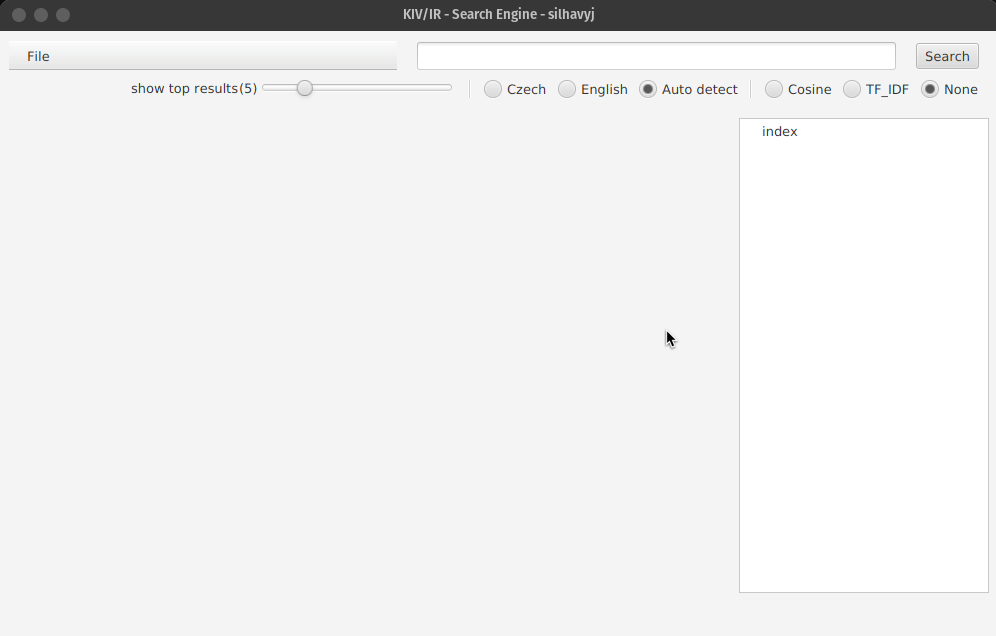 KIV/IR - Search Engine - silhavyj
File
Search
show top results(5)
Czech
English
Auto detect
Cosine
TF_IDF
None
index